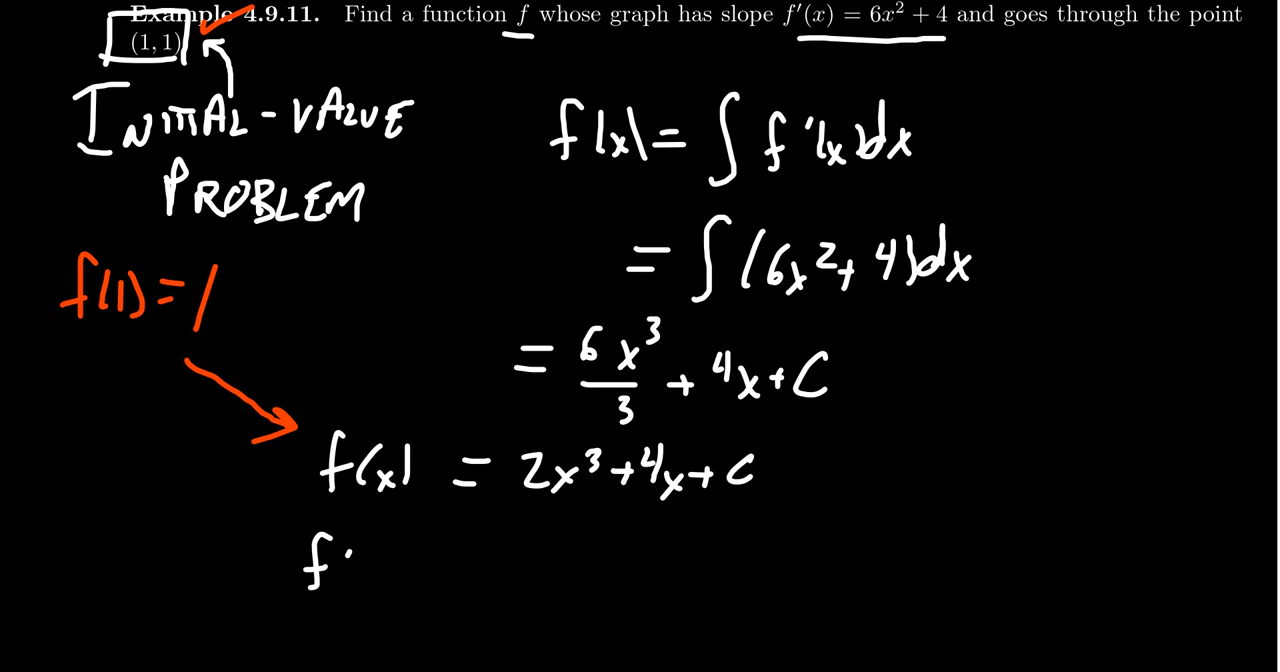 Example 4.9.11. Find a function f whose graph has slope f′(x) = 6x² + 4 and goes through the point
(1, 1)
INITIAL-VALUE
PROBLEM
f(1) = 1
f(x) = ∫ f'(x)dx
= ∫ (6x² + 4)dx
= 6x³/3 + 4x + C
f(x) = 2x³ + 4x + C
f